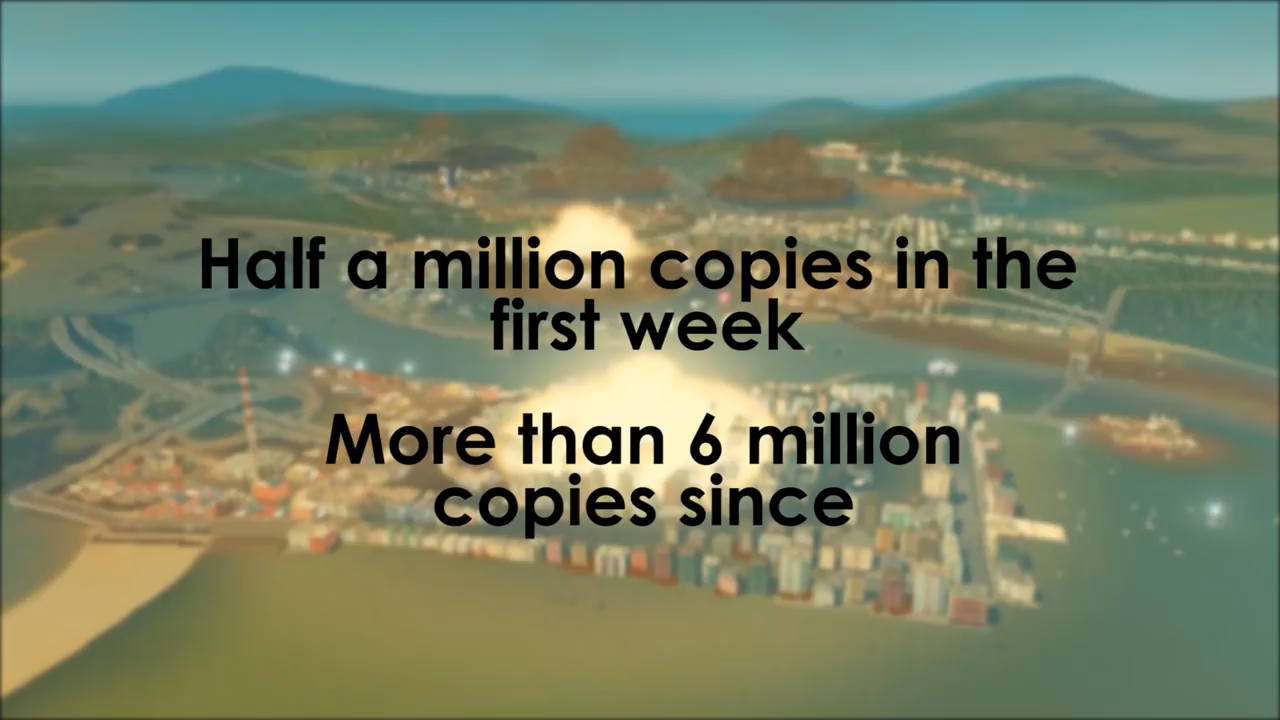 Half a million copies in the
first week
More than 6 million
copies since